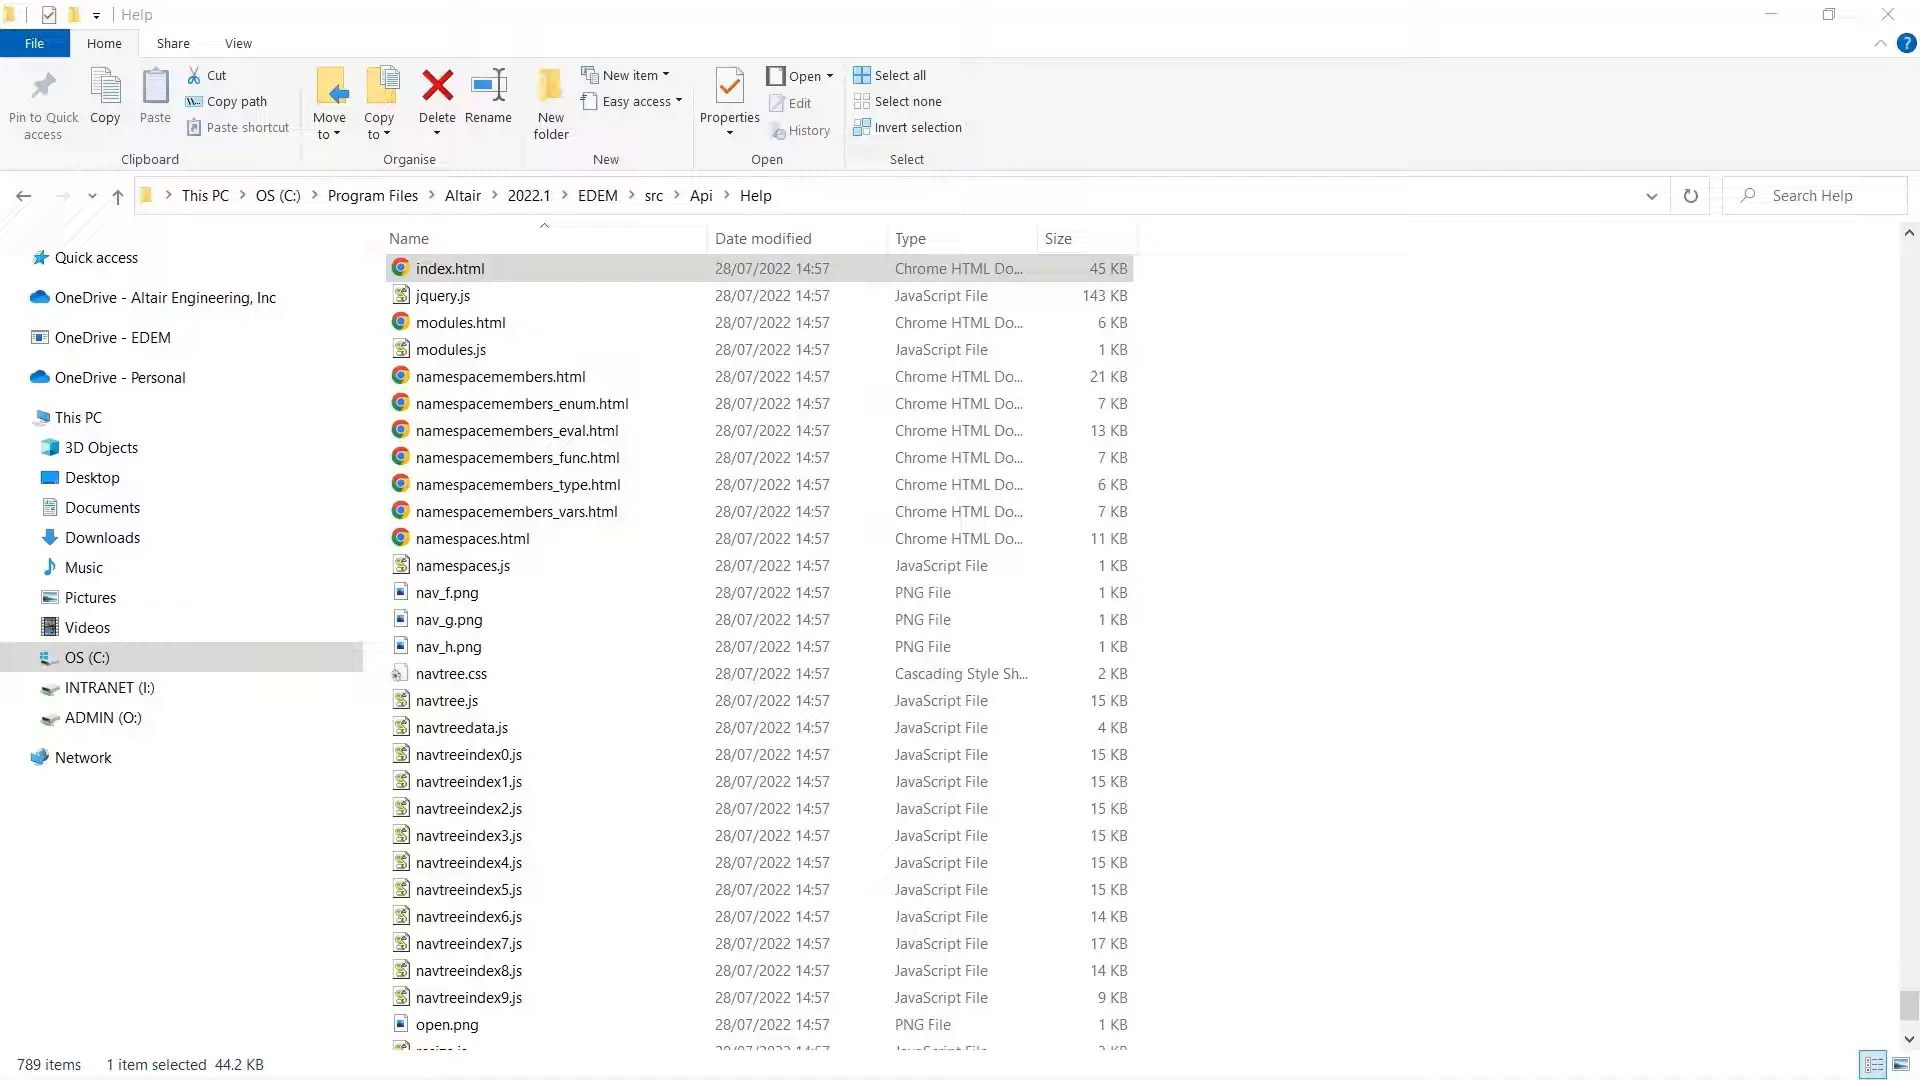 Help
File Home Share View
Pin to Quick access
Copy
Paste
Cut
Copy path
Paste shortcut
Clipboard
Move to
Copy to
Delete
Rename
Organise
New folder
New item
Easy access
New
Properties
Open
Edit
History
Open
Select all
Select none
Invert selection
Select
This PC > OS (C:) > Program Files > Altair > 2022.1 > EDEM > src > Api > Help
Search Help
Quick access
OneDrive - Altair Engineering, Inc
OneDrive - EDEM
OneDrive - Personal
This PC
3D Objects
Desktop
Documents
Downloads
Music
Pictures
Videos
OS (C:)
INTRANET (I:)
ADMIN (O:)
Network
Name Date modified Type Size
index.html 28/07/2022 14:57 Chrome HTML Do... 45 KB
jquery.js 28/07/2022 14:57 JavaScript File 143 KB
modules.html 28/07/2022 14:57 Chrome HTML Do... 6 KB
modules.js 28/07/2022 14:57 JavaScript File 1 KB
namespacemembers.html 28/07/2022 14:57 Chrome HTML Do... 21 KB
namespacemembers_enum.html 28/07/2022 14:57 Chrome HTML Do... 7 KB
namespacemembers_eval.html 28/07/2022 14:57 Chrome HTML Do... 13 KB
namespacemembers_func.html 28/07/2022 14:57 Chrome HTML Do... 7 KB
namespacemembers_type.html 28/07/2022 14:57 Chrome HTML Do... 6 KB
namespacemembers_vars.html 28/07/2022 14:57 Chrome HTML Do... 7 KB
namespaces.html 28/07/2022 14:57 Chrome HTML Do... 11 KB
namespaces.js 28/07/2022 14:57 JavaScript File 1 KB
nav_f.png 28/07/2022 14:57 PNG File 1 KB
nav_g.png 28/07/2022 14:57 PNG File 1 KB
nav_h.png 28/07/2022 14:57 PNG File 1 KB
navtree.css 28/07/2022 14:57 Cascading Style Sh... 2 KB
navtree.js 28/07/2022 14:57 JavaScript File 15 KB
navtreedata.js 28/07/2022 14:57 JavaScript File 4 KB
navtreeindex0.js 28/07/2022 14:57 JavaScript File 15 KB
navtreeindex1.js 28/07/2022 14:57 JavaScript File 15 KB
navtreeindex2.js 28/07/2022 14:57 JavaScript File 15 KB
navtreeindex3.js 28/07/2022 14:57 JavaScript File 15 KB
navtreeindex4.js 28/07/2022 14:57 JavaScript File 15 KB
navtreeindex5.js 28/07/2022 14:57 JavaScript File 15 KB
navtreeindex6.js 28/07/2022 14:57 JavaScript File 14 KB
navtreeindex7.js 28/07/2022 14:57 JavaScript File 17 KB
navtreeindex8.js 28/07/2022 14:57 JavaScript File 14 KB
navtreeindex9.js 28/07/2022 14:57 JavaScript File 9 KB
open.png 28/07/2022 14:57 PNG File 1 KB
789 items 1 item selected 44.2 KB